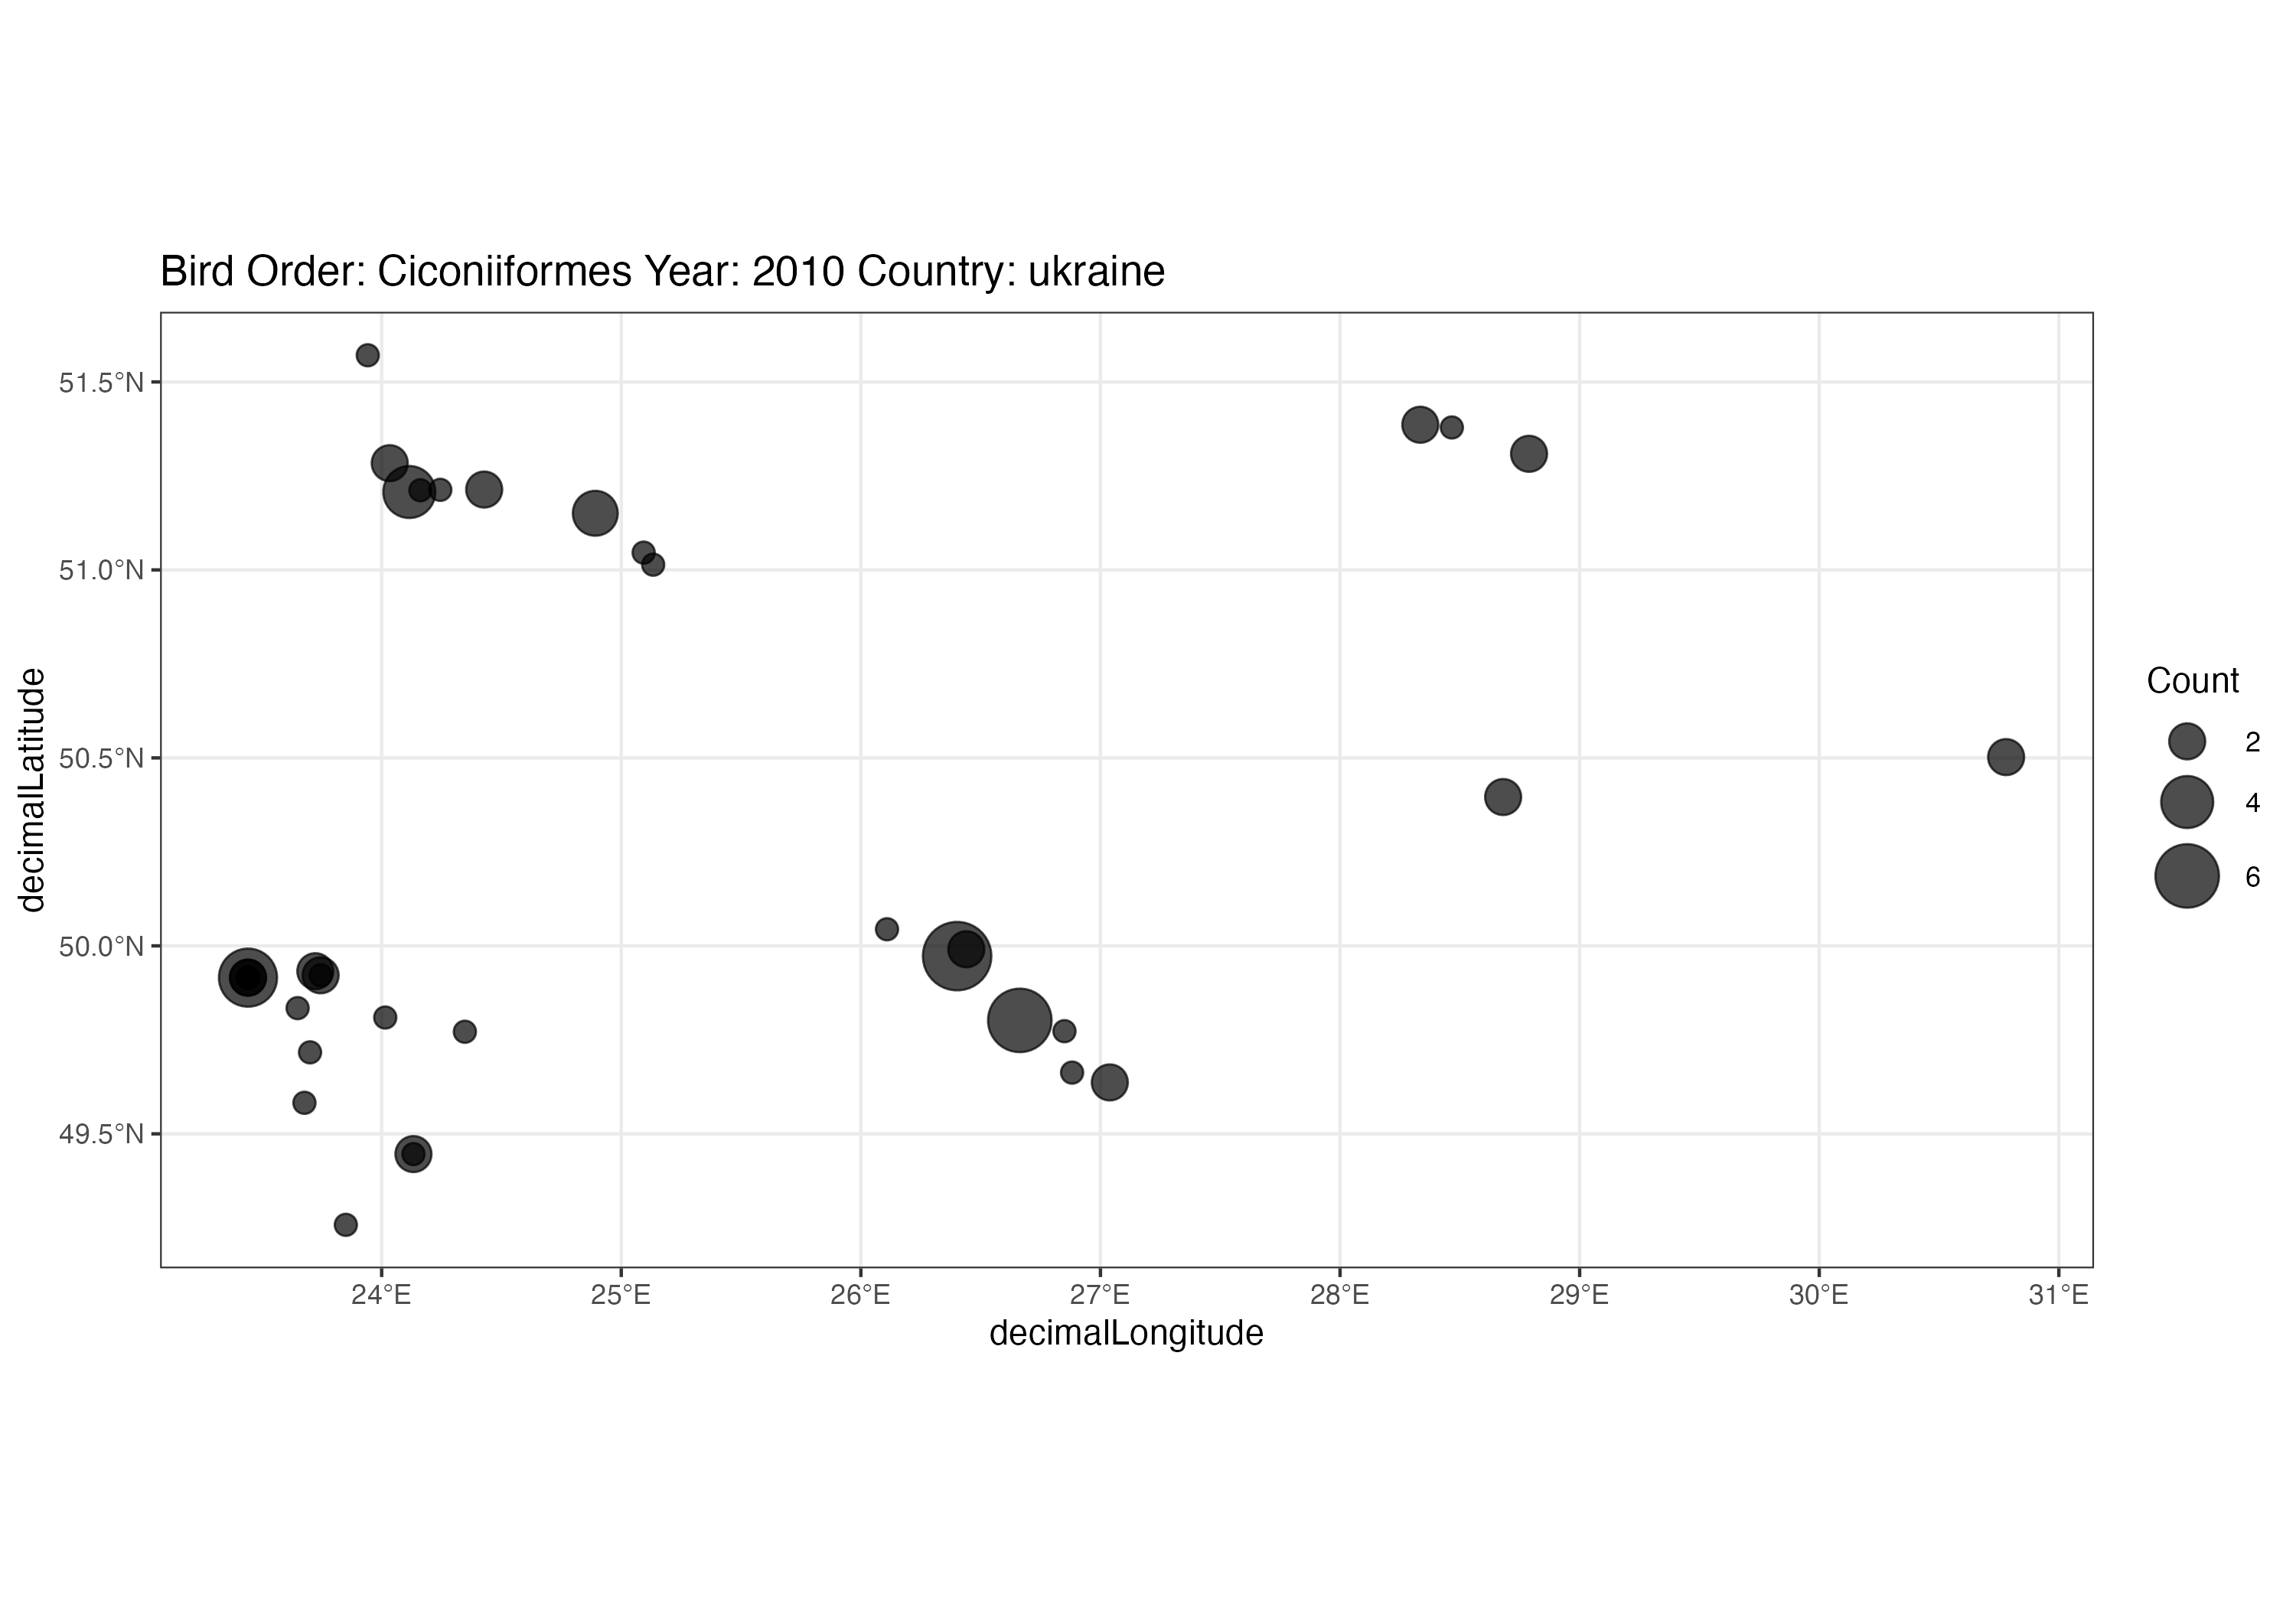 Bird Order: Ciconiiformes Year: 2010 Country: ukraine
51.5°N
51.0°N
50.5°N
50.0°N
49.5°N
decimalLatitude
24°E 25°E 26°E 27°E 28°E 29°E 30°E 31°E
decimalLongitude
Count
2
4
6